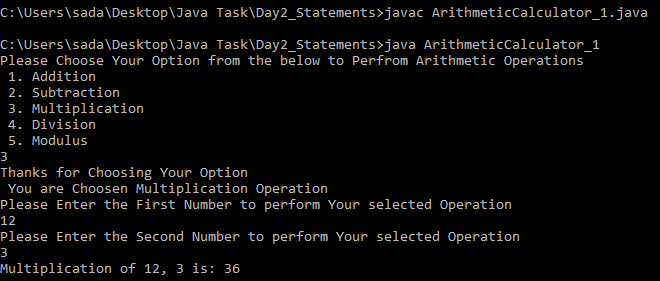 C:\Users\sada\Desktop\Java Task\Day2_Statements>javac ArithmeticCalculator_1.java
C:\Users\sada\Desktop\Java Task\Day2_Statements>java ArithmeticCalculator_1
Please Choose Your Option from the below to Perfrom Arithmetic Operations
1. Addition
2. Subtraction
3. Multiplication
4. Division
5. Modulus
3
Thanks for Choosing Your Option
You are Choosen Multiplication Operation
Please Enter the First Number to perform Your selected Operation
12
Please Enter the Second Number to perform Your selected Operation
3
Multiplication of 12, 3 is: 36